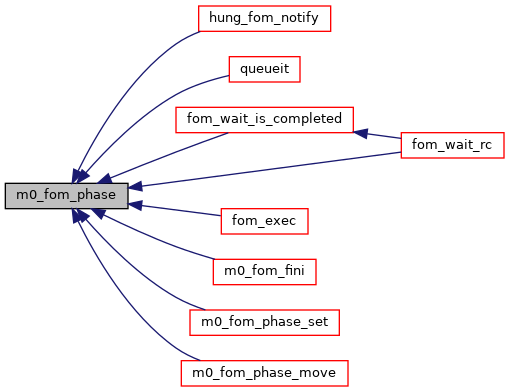 hung_fom_notify
queueit
fom_wait_is_completed
fom_wait_rc
m0_fom_phase
fom_exec
m0_fom_fini
m0_fom_phase_set
m0_fom_phase_move